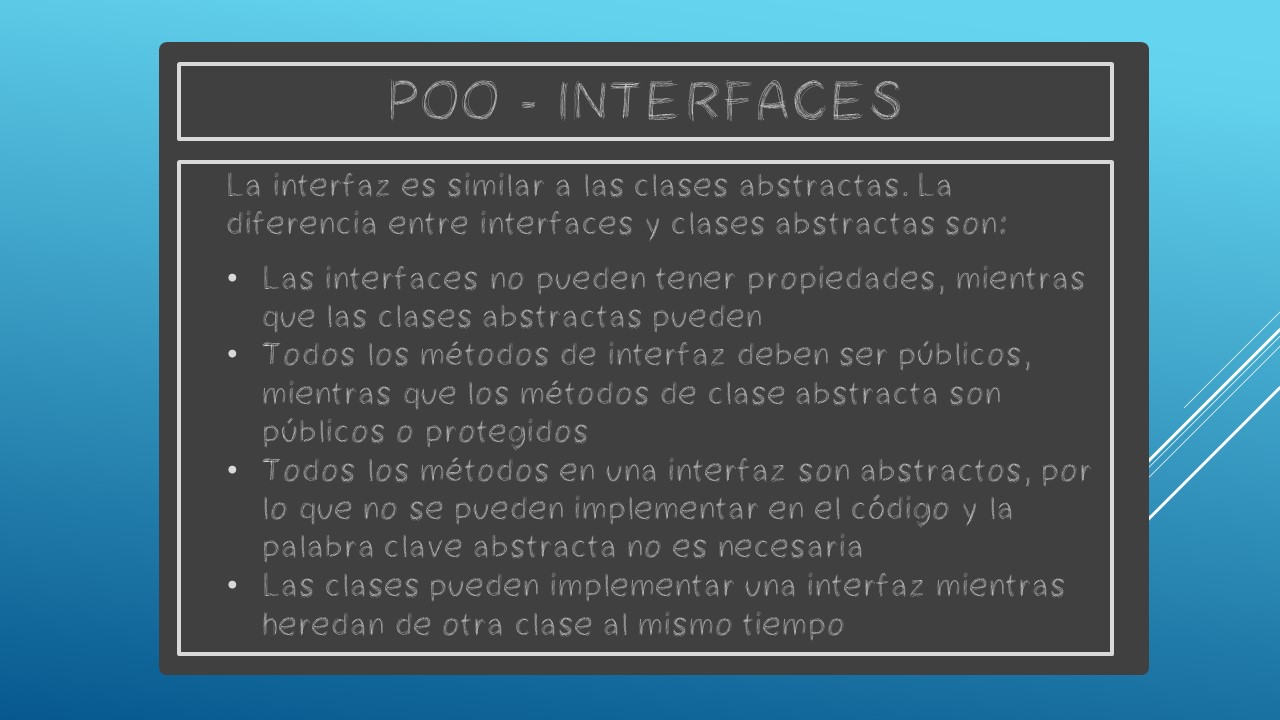 POO - INTERFACES
La interfaz es similar a las clases abstractas. La
diferencia entre interfaces y clases abstractas son:
• Las interfaces no pueden tener propiedades, mientras
que las clases abstractas pueden
• Todos los métodos de interfaz deben ser públicos,
mientras que los métodos de clase abstracta son
públicos o protegidos
• Todos los métodos en una interfaz son abstractos, por
lo que no se pueden implementar en el código y la
palabra clave abstracta no es necesaria
• Las clases pueden implementar una interfaz mientras
heredan de otra clase al mismo tiempo